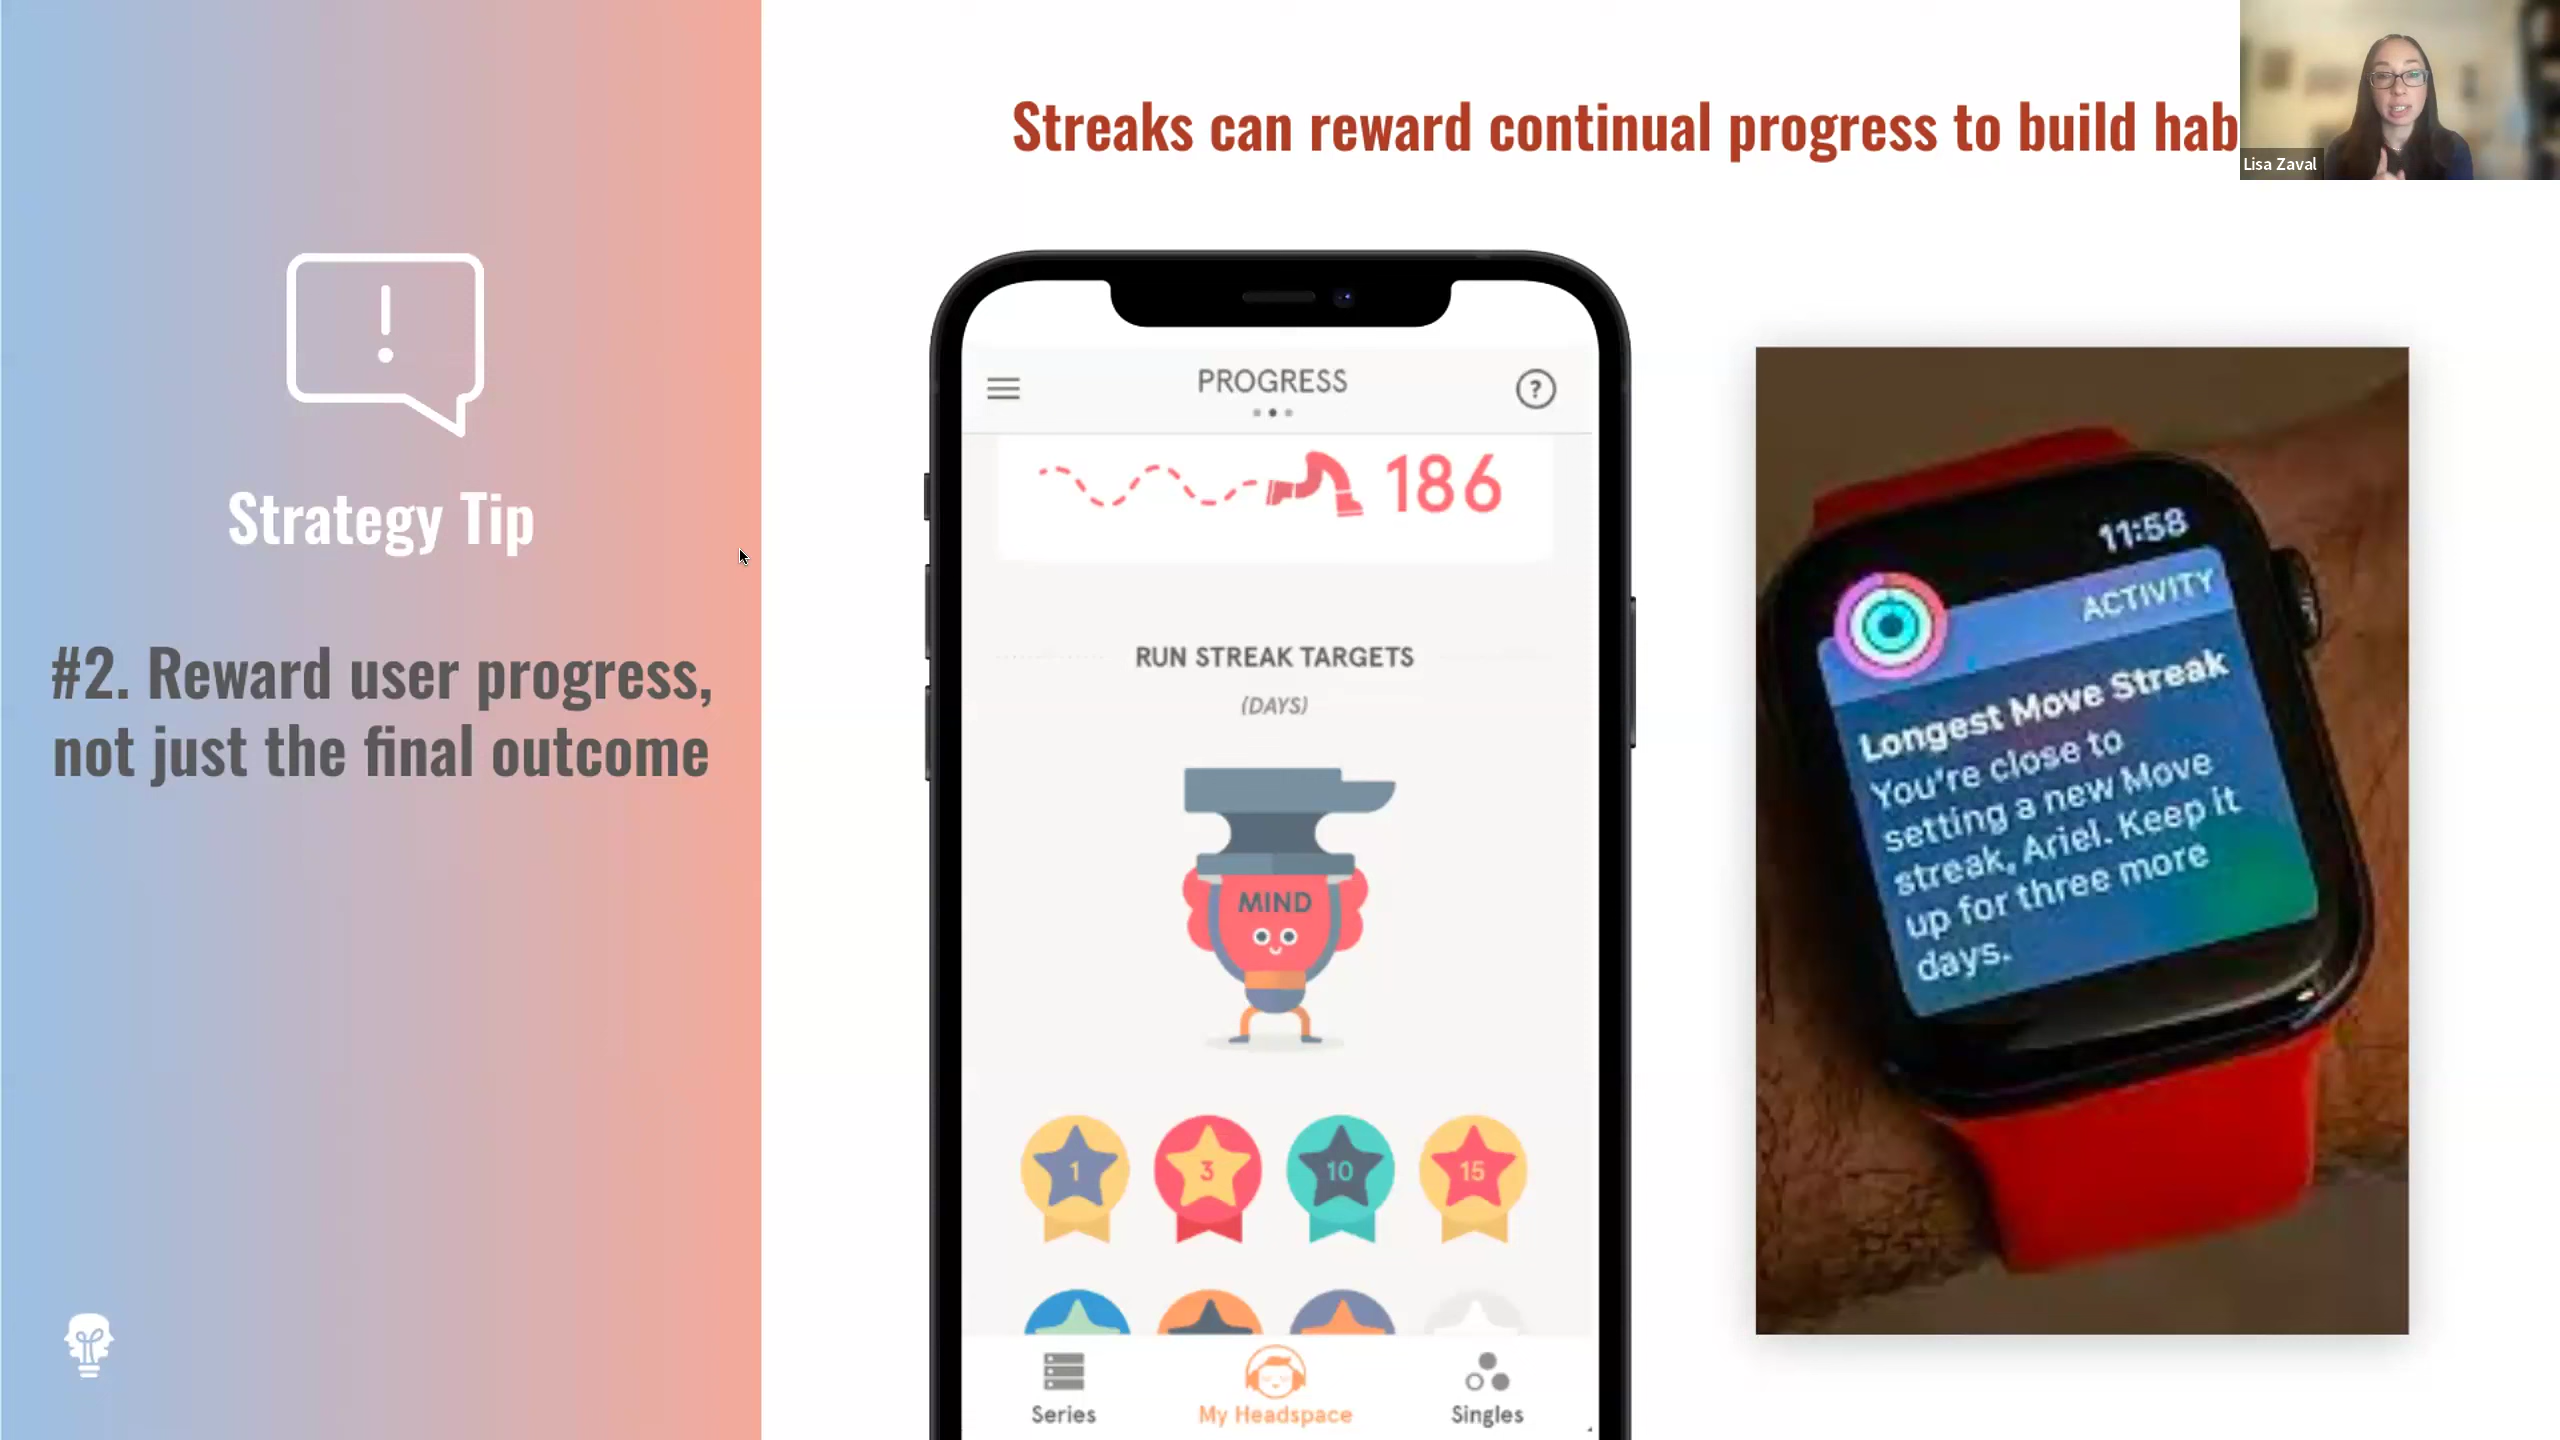 Strategy Tip
#2. Reward user progress,
not just the final outcome
Streaks can reward continual progress to build hab
Lisa Zaval
PROGRESS
?
186
RUN STREAK TARGETS
(DAYS)
MIND
1 3 10 15
Series My Headspace Singles
11:58
ACTIVITY
Longest Move Streak
You're close to
setting a new Move
streak, Ariel. Keep it
up for three more
days.